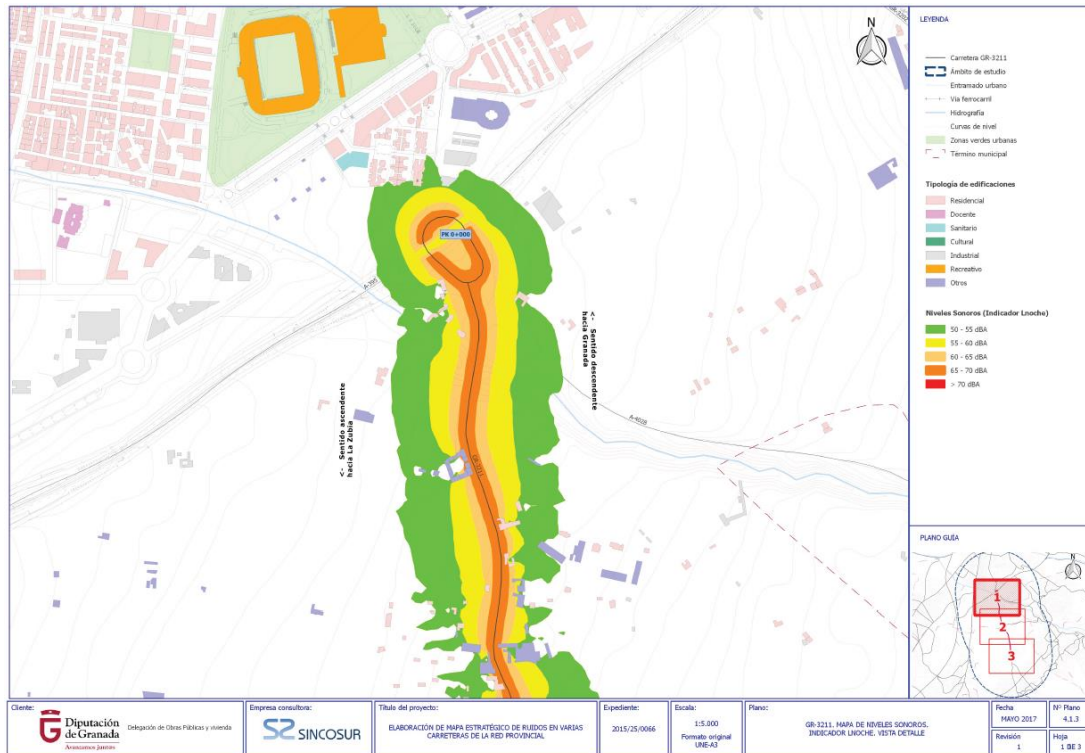 N
LEYENDA
Carretera GR-3211
Ámbito de estudio
Entramado urbano
Vía ferrocarril
Hidrografía
Curvas de nivel
Zonas verdes urbanas
Término municipal
Tipología de edificaciones
Residencial
Docente
Sanitario
Cultural
Industrial
Recreativo
Otros
Niveles Sonoros (Indicador Lnoche)
50 - 55 dBA
55 - 60 dBA
60 - 65 dBA
65 - 70 dBA
> 70 dBA
PK 0+000
A-395
<- Sentido descendente
hacia Granada
<- Sentido ascendente
hacia La Zubia
A-4028
GR-3211
PLANO GUÍA
N
1
2
3
Cliente:
Diputación
de Granada
Avanzamos Juntos
Delegación de Obras Públicas y vivienda
Empresa consultora:
SINCOSUR
Título del proyecto:
ELABORACIÓN DE MAPA ESTRATÉGICO DE RUIDOS EN VARIAS
CARRETERAS DE LA RED PROVINCIAL
Expediente:
2015/25/0066
Escala:
1:5.000
Formato original
UNE-A3
Plano:
GR-3211. MAPA DE NIVELES SONOROS.
INDICADOR LNOCHE. VISTA DETALLE
Fecha
MAYO 2017
Nº Plano
4.1.3
Revisión
1
Hoja
1